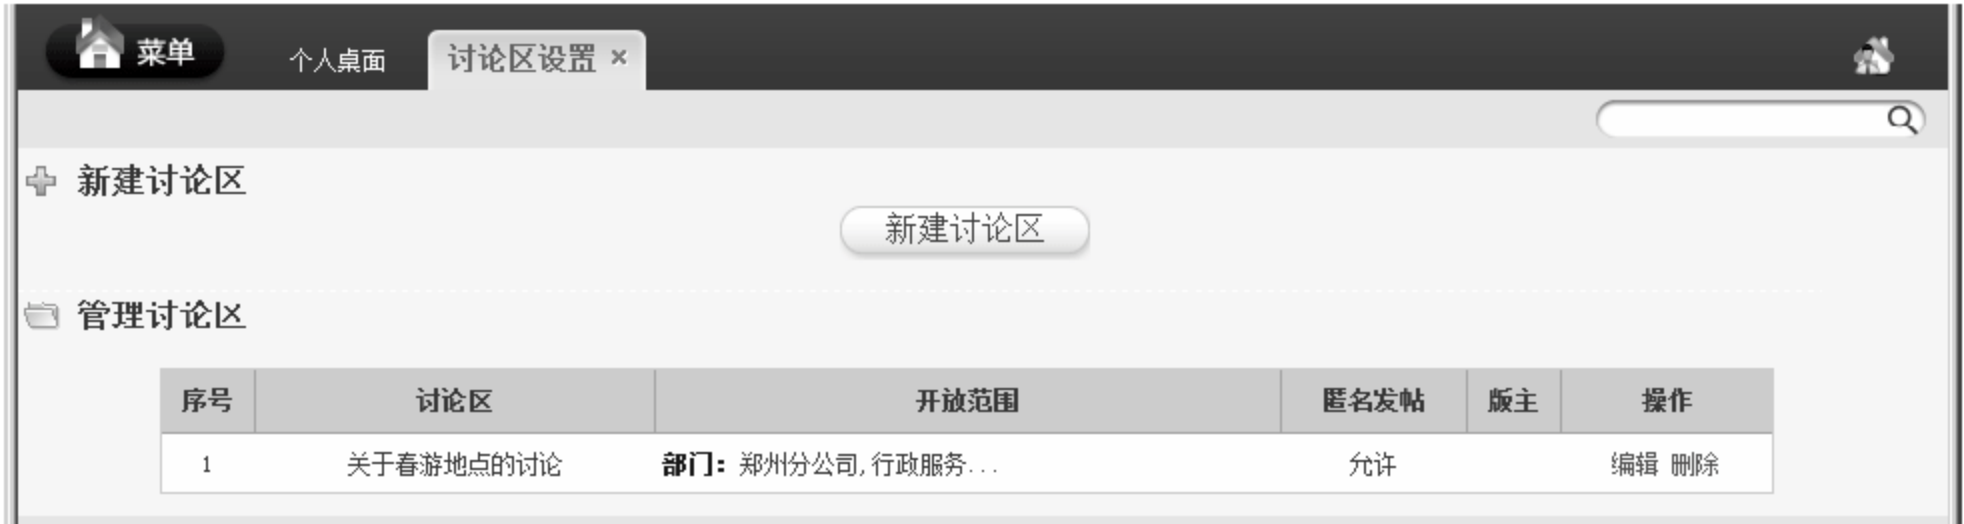 菜单 个人桌面 讨论区设置 ×
新建讨论区
新建讨论区
管理讨论区
序号 讨论区 开放范围 匿名发帖 版主 操作
1 关于春游地点的讨论 部门：郑州分公司,行政服务... 允许 编辑 删除